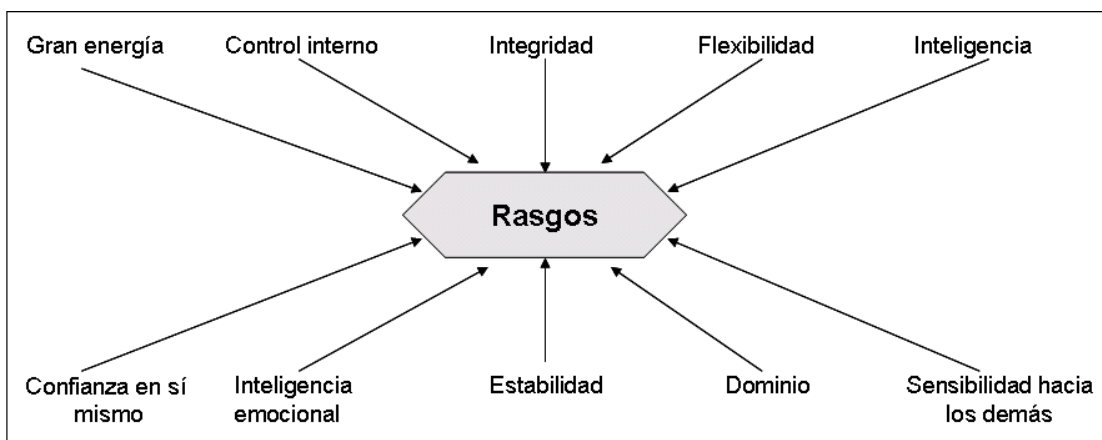 Gran energía
Control interno
Integridad
Flexibilidad
Inteligencia
Rasgos
Confianza en sí
mismo
Inteligencia
emocional
Estabilidad
Dominio
Sensibilidad hacia
los demás